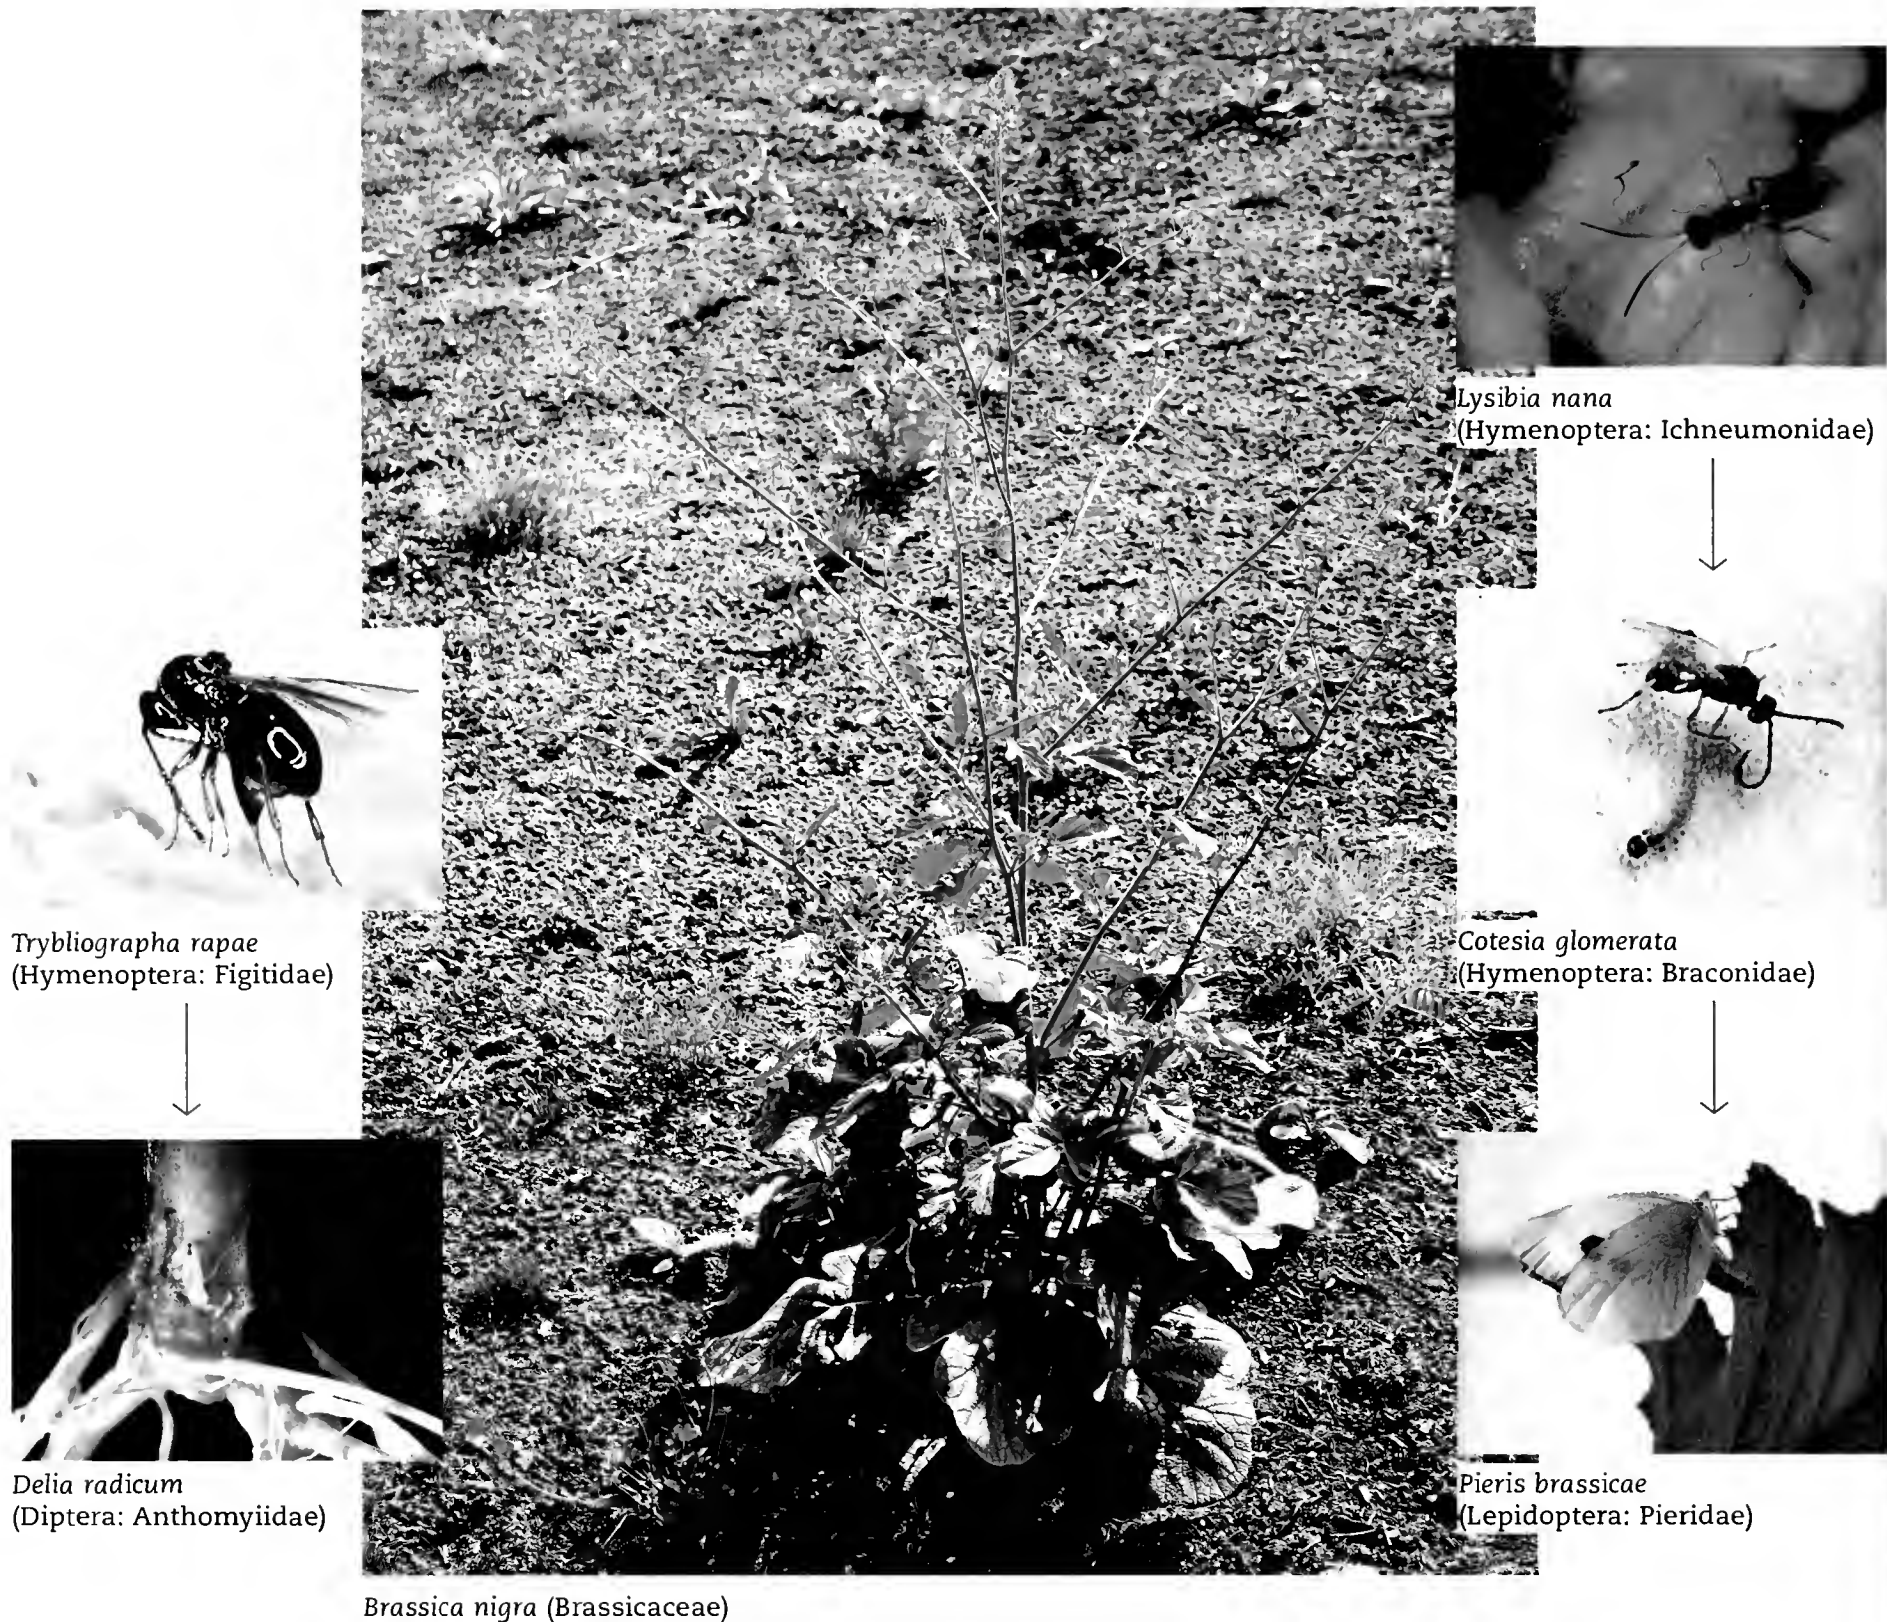 Lysibia nana
(Hymenoptera: Ichneumonidae)
Trybliographa rapae
(Hymenoptera: Figitidae)
Cotesia glomerata
(Hymenoptera: Braconidae)
Delia radicum
(Diptera: Anthomyiidae)
Pieris brassicae
(Lepidoptera: Pieridae)
Brassica nigra (Brassicaceae)